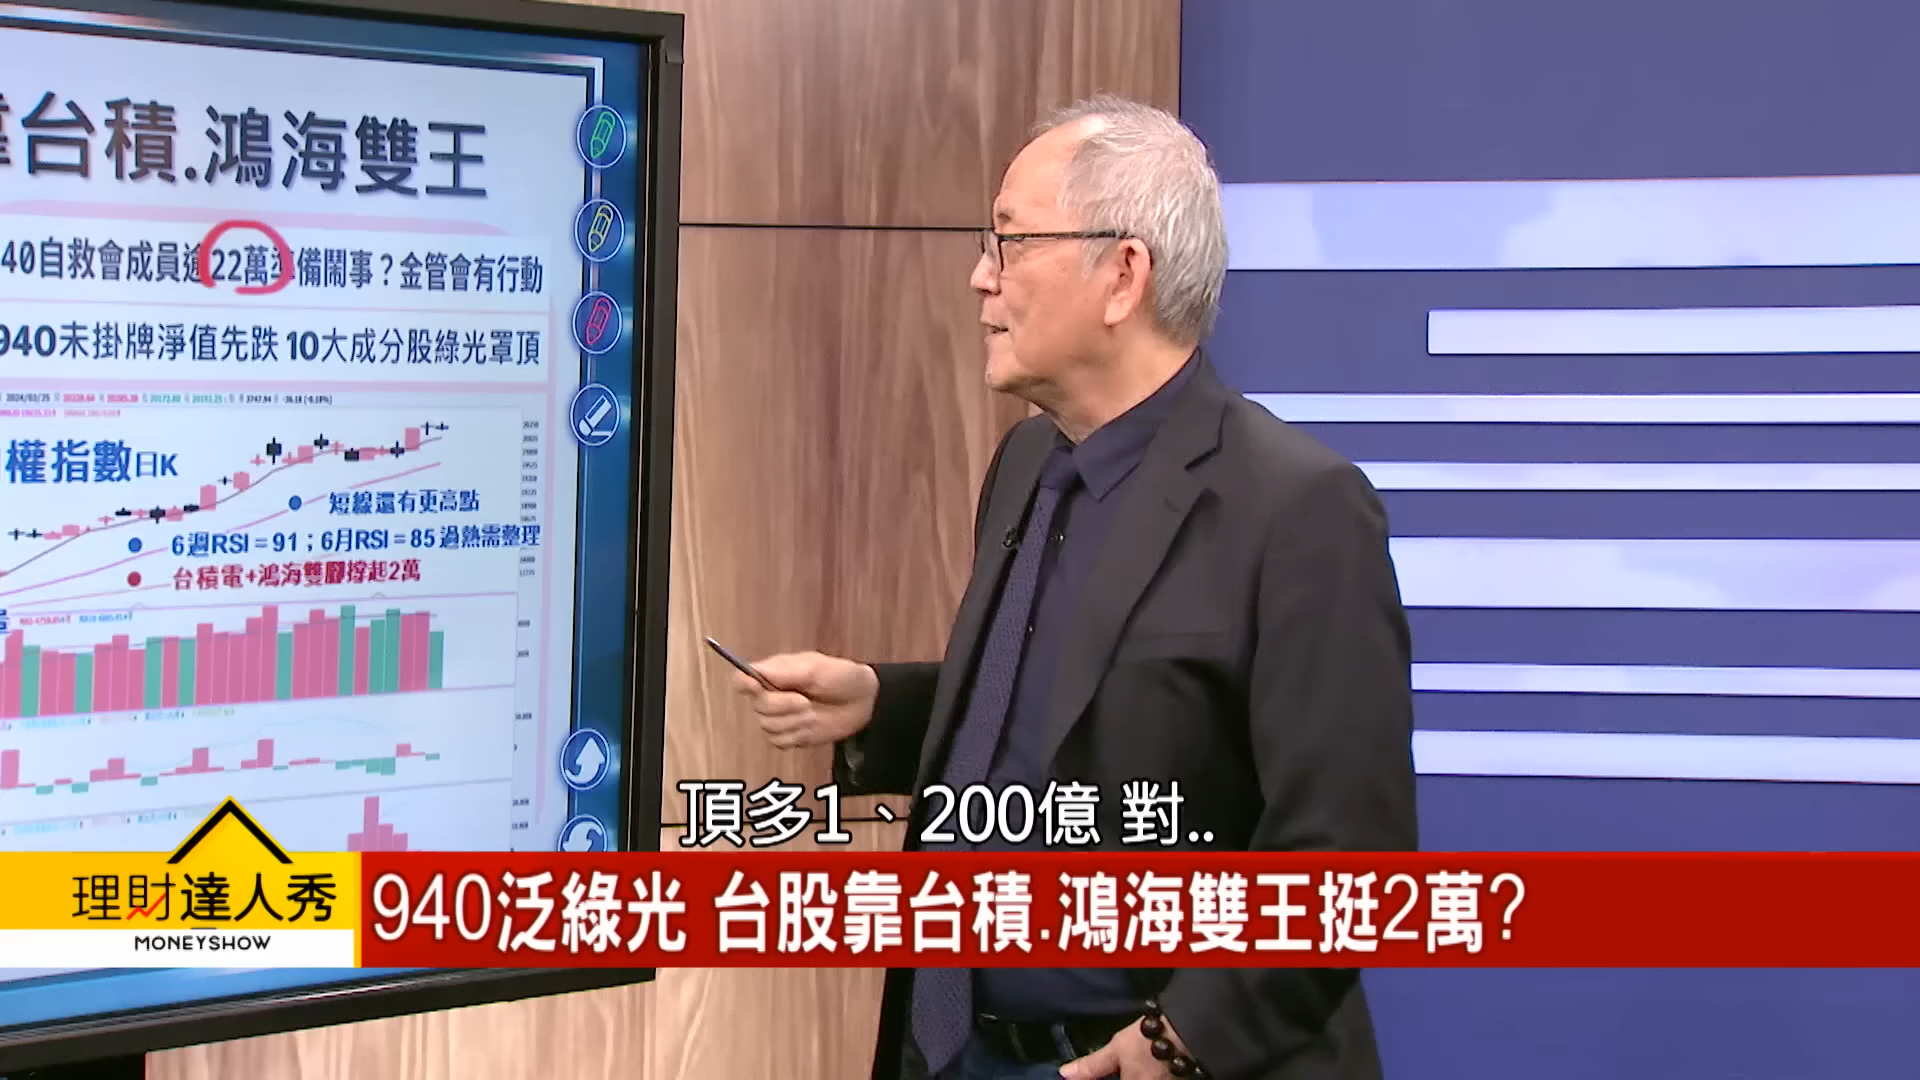 靠台積.鴻海雙王
40自救會成員逾22萬準備鬧事？金管會有行動
940未掛牌淨值先跌 10大成分股綠光罩頂
2024/03/25
權指數日K
短線還有更高點
6週RSI=91；6月RSI=85過熱需整理
台積電+鴻海雙腳撐起2萬
頂多1、200億 對..
理財達人秀
MONEYSHOW
940泛綠光 台股靠台積.鴻海雙王挺2萬?